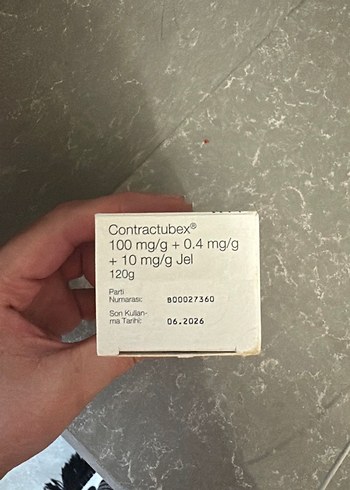 Contractubex®
100 mg/g + 0.4 mg/g
+ 10 mg/g Jel
120g
Parti
Numarası: B00027360
Son Kullan-
ma Tarihi: 06.2026